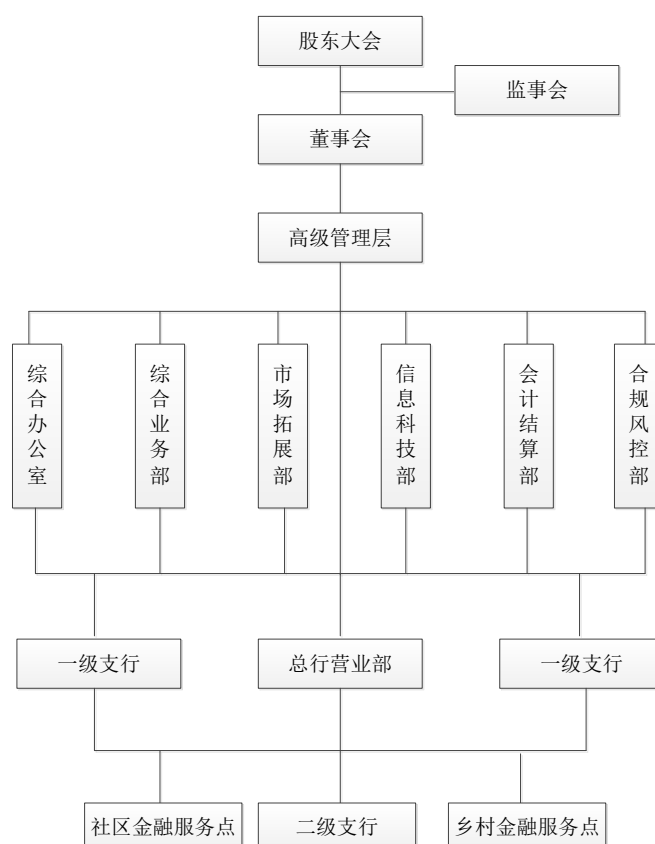 股东大会
监事会
董事会
高级管理层
综合办公室
综合业务部
市场拓展部
信息科技部
会计结算部
合规风控部
一级支行
总行营业部
一级支行
社区金融服务点
二级支行
乡村金融服务点